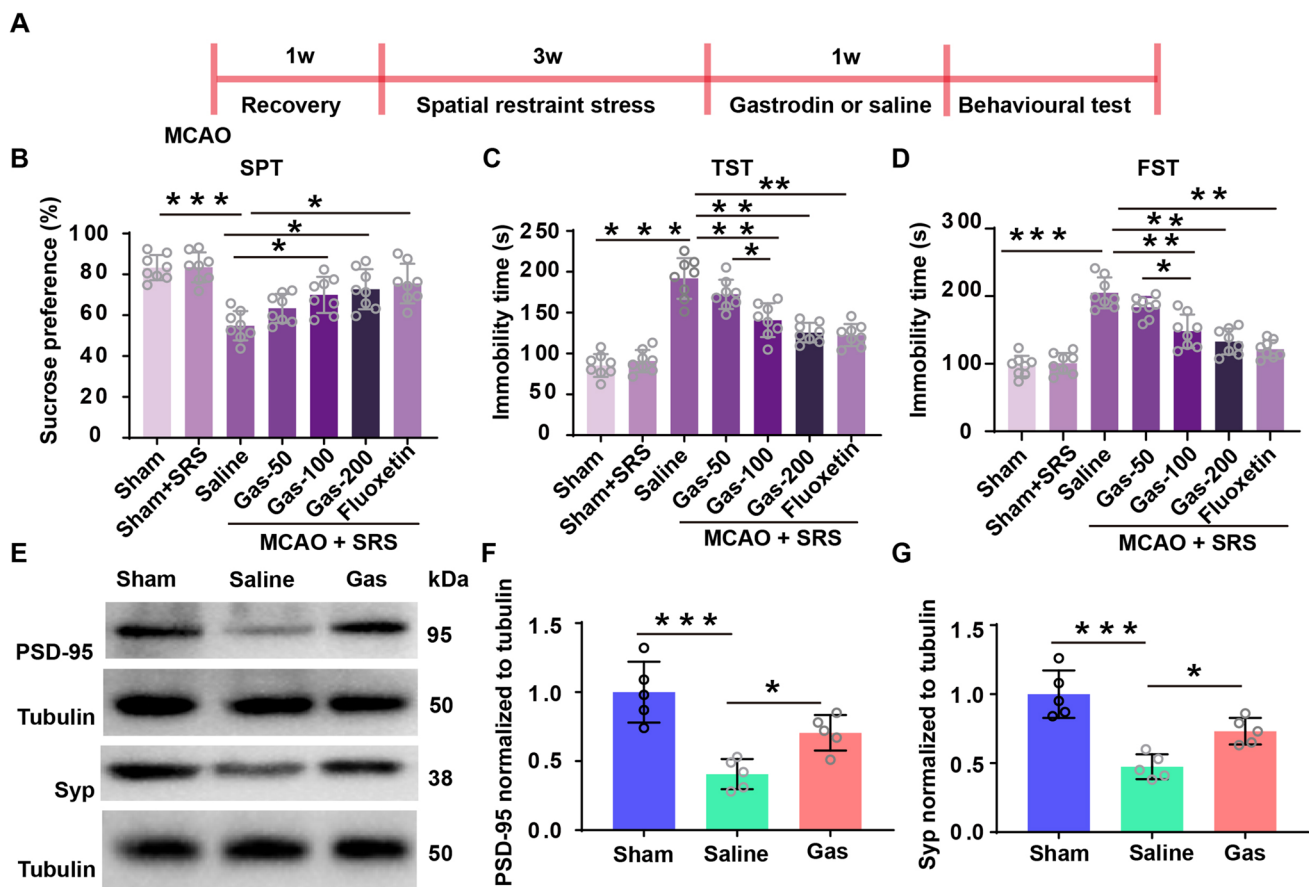 A
1w 3w 1w
Recovery Spatial restraint stress Gastrodin or saline Behavioural test
MCAO
B
SPT
* * *
*
*
*
Sucrose preference (%)
100
80
60
40
20
0
Sham
Sham+SRS
Saline
Gas-50
Gas-100
Gas-200
Fluoxetin
MCAO + SRS
C
TST
* * *
**
* *
* *
*
Immobility time (s)
250
200
150
100
50
0
Sham
Sham+SRS
Saline
Gas-50
Gas-100
Gas-200
Fluoxetin
MCAO + SRS
D
FST
***
* *
* *
**
*
Immobility time (s)
300
200
100
0
Sham
Sham+SRS
Saline
Gas-50
Gas-100
Gas-200
Fluoxetin
MCAO + SRS
E
Sham Saline Gas kDa
PSD-95 95
Tubulin 50
Syp 38
Tubulin 50
F
* * *
*
PSD-95 normalized to tubulin
1.5
1.0
0.5
0.0
Sham Saline Gas
G
* * *
*
Syp normalized to tubulin
1.5
1.0
0.5
0.0
Sham Saline Gas